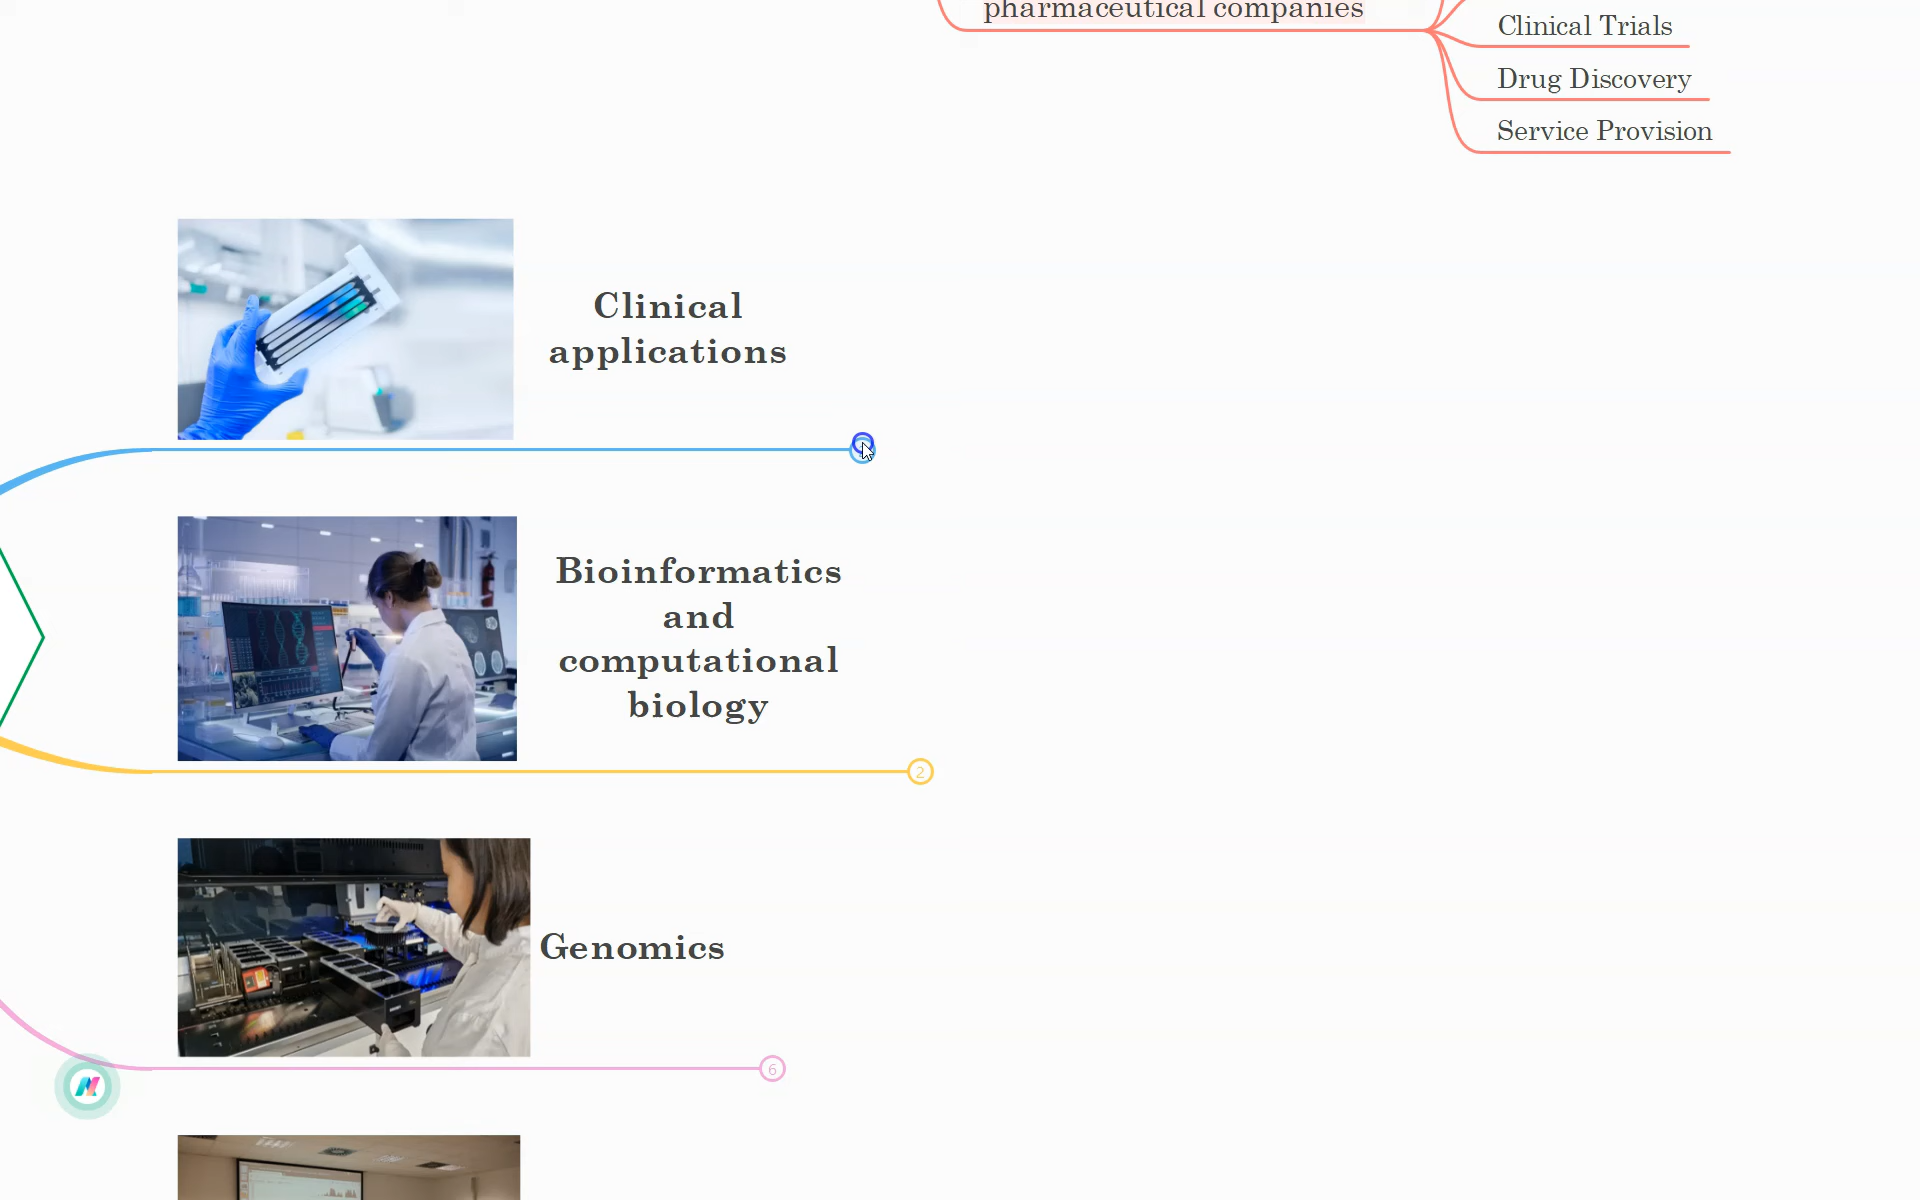 pharmaceutical companies
Clinical Trials
Drug Discovery
Service Provision
Clinical
applications
Bioinformatics
and
computational
biology
2
Genomics
6